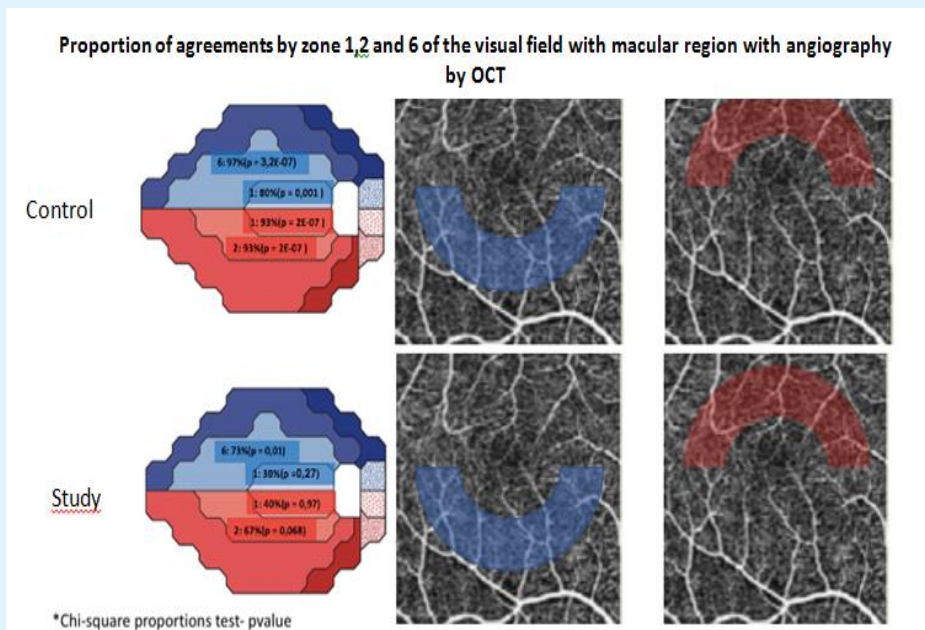 Proportion of agreements by zone 1,2 and 6 of the visual field with macular region with angiography
by OCT
Control
6: 97%(p = 3,2E-07)
1: 80%(p = 0,001 )
1: 93%(p = 2E-07 )
2: 93%(p = 2E-07 )
Study
6: 73%(p = 0,01)
1: 30%(p =0,27)
1: 40%(p = 0,97)
2: 67%(p = 0,068)
*Chi-square proportions test- pvalue